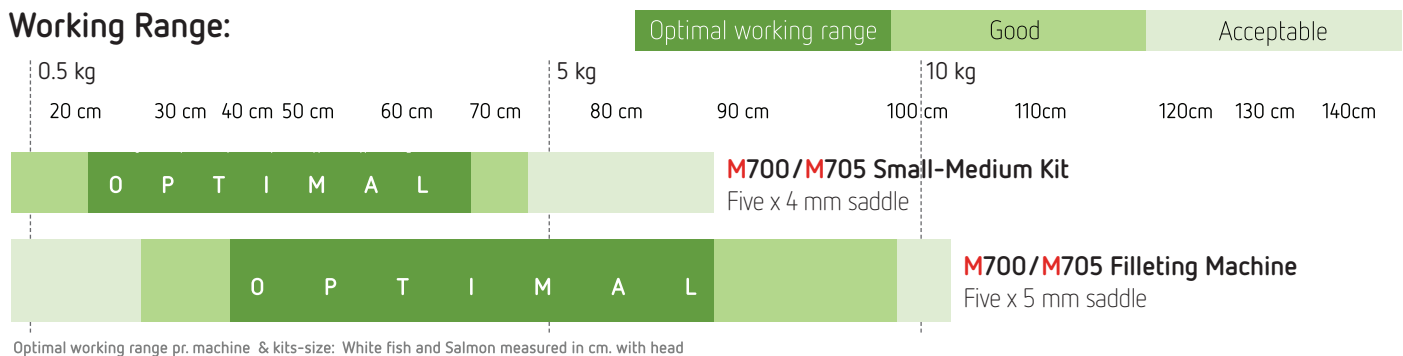 Working Range:
Optimal working range Good Acceptable
0.5 kg 5 kg 10 kg
20 cm 30 cm 40 cm 50 cm 60 cm 70 cm 80 cm 90 cm 100cm 110cm 120cm 130 cm 140cm
OPTIMAL
M700/M705 Small-Medium Kit
Five x 4 mm saddle
OPTIMAL
M700/M705 Filleting Machine
Five x 5 mm saddle
Optimal working range pr. machine & kits-size: White fish and Salmon measured in cm. with head